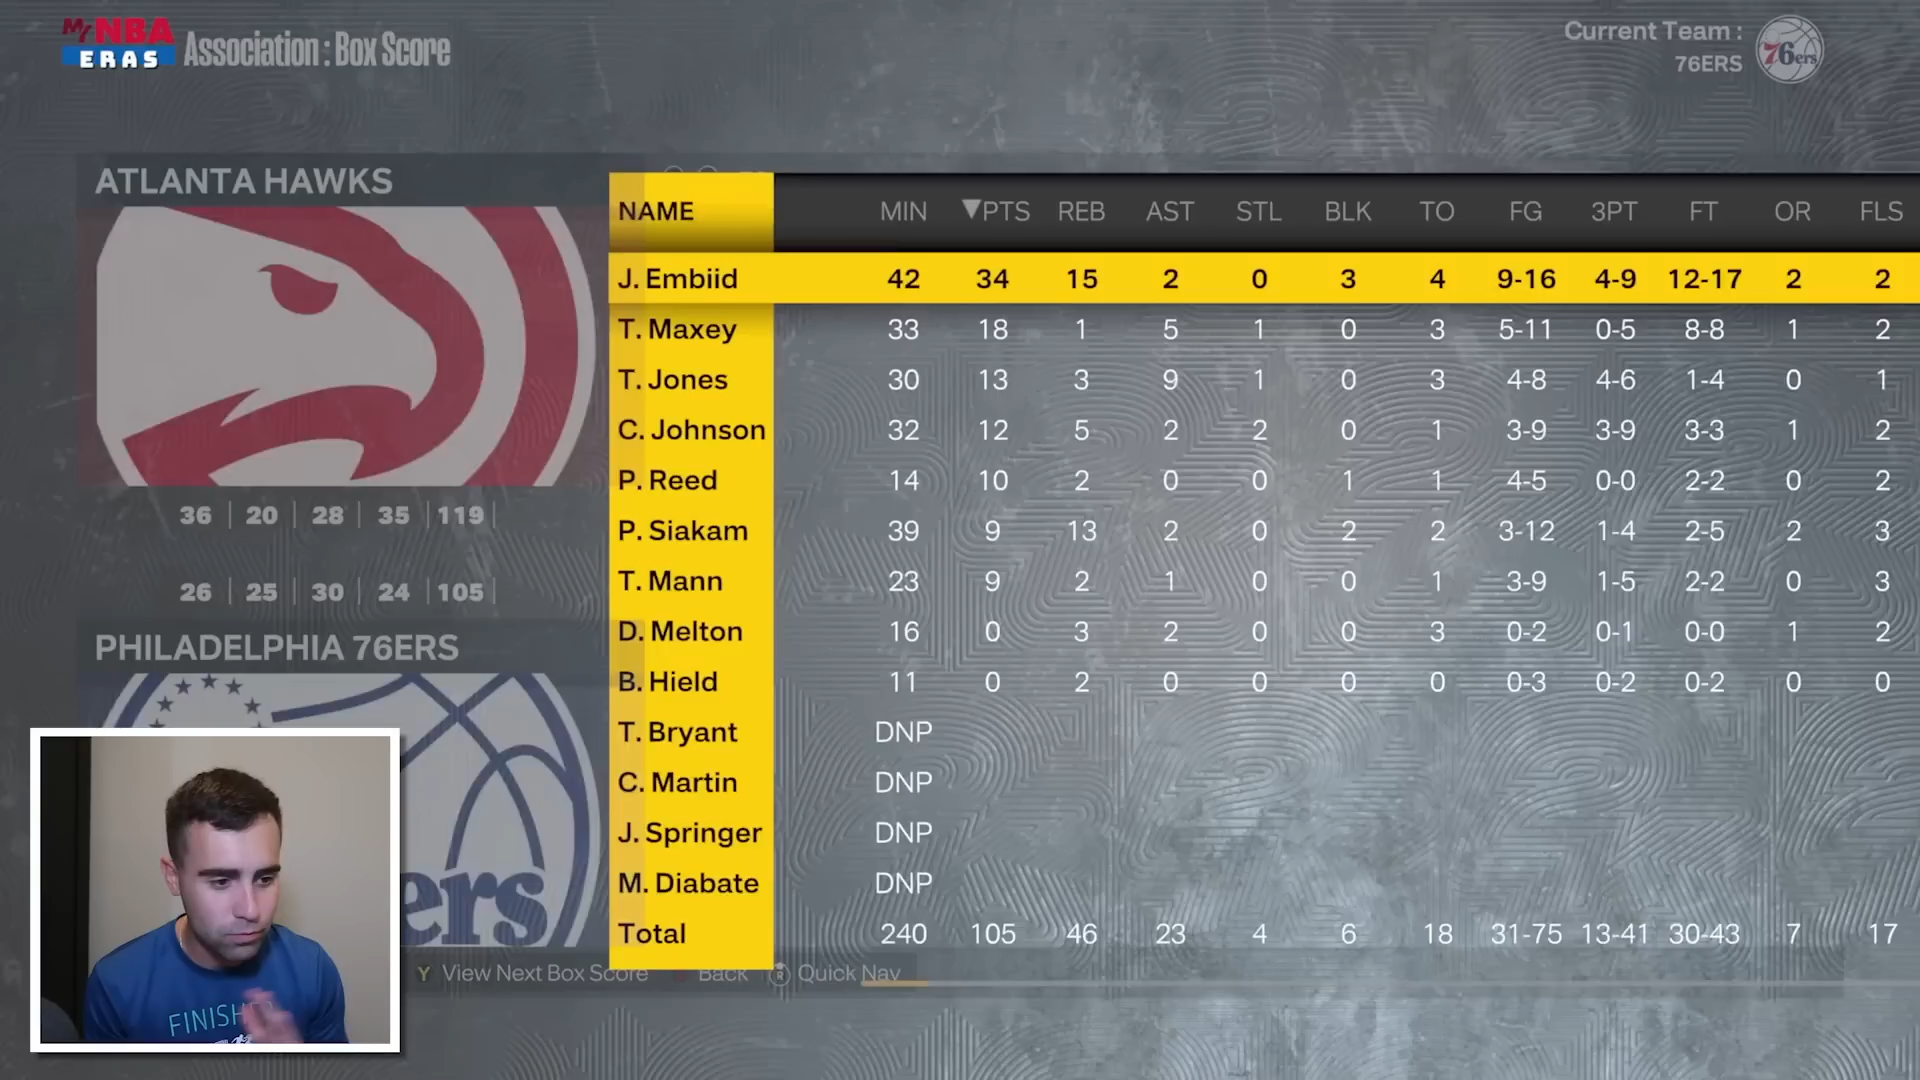 My NBA
ERAS
Association : Box Score
Current Team :
76ERS
76ers
ATLANTA HAWKS
36 | 20 | 28 | 35 | 119
26 | 25 | 30 | 24 | 105
PHILADELPHIA 76ERS
ers
NAME MIN ▼PTS REB AST STL BLK TO FG 3PT FT OR FLS
J. Embiid 42 34 15 2 0 3 4 9-16 4-9 12-17 2 2
T. Maxey 33 18 1 5 1 0 3 5-11 0-5 8-8 1 2
T. Jones 30 13 3 9 1 0 3 4-8 4-6 1-4 0 1
C. Johnson 32 12 5 2 2 0 1 3-9 3-9 3-3 1 2
P. Reed 14 10 2 0 0 1 1 4-5 0-0 2-2 0 2
P. Siakam 39 9 13 2 0 2 2 3-12 1-4 2-5 2 3
T. Mann 23 9 2 1 0 0 1 3-9 1-5 2-2 0 3
D. Melton 16 0 3 2 0 0 3 0-2 0-1 0-0 1 2
B. Hield 11 0 2 0 0 0 0 0-3 0-2 0-2 0 0
T. Bryant DNP
C. Martin DNP
J. Springer DNP
M. Diabate DNP
Total 240 105 46 23 4 6 18 31-75 13-41 30-43 7 17
Y View Next Box Score Back R Quick Nav
FINISH